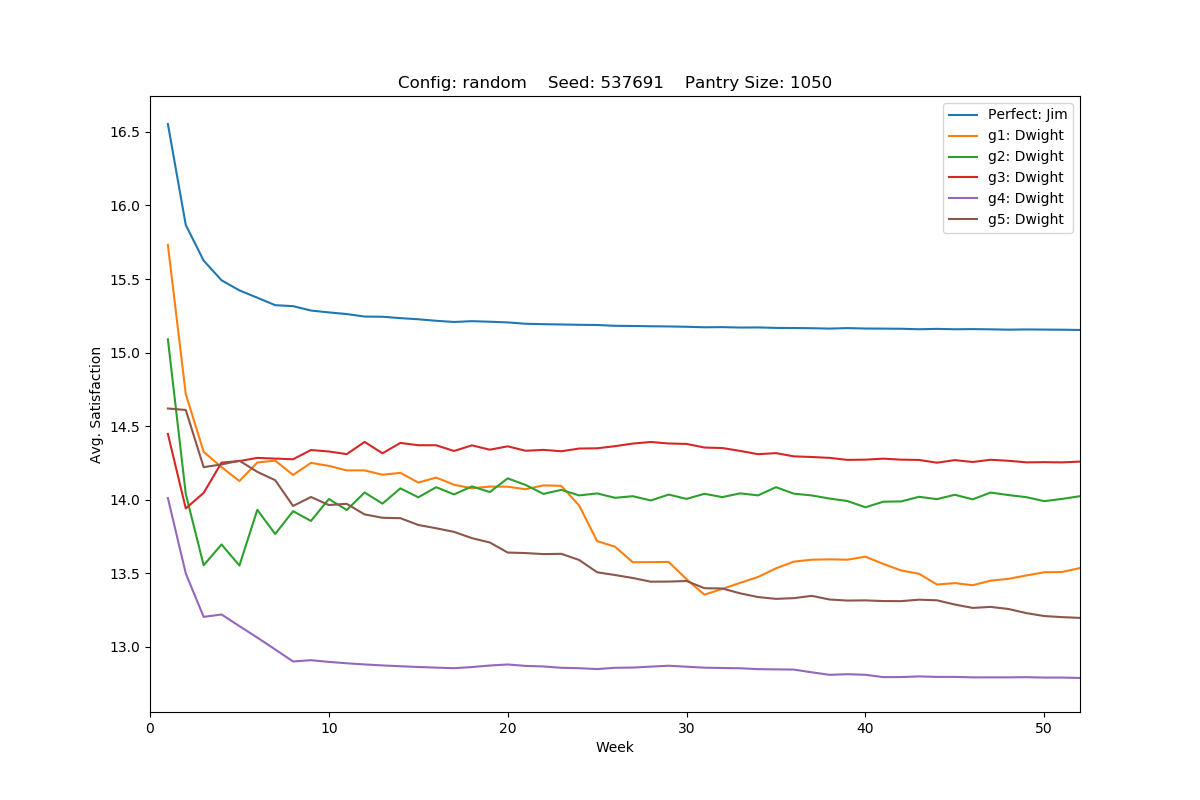 Config: random    Seed: 537691    Pantry Size: 1050
Perfect: Jim
g1: Dwight
g2: Dwight
g3: Dwight
g4: Dwight
g5: Dwight
Avg. Satisfaction
16.5
16.0
15.5
15.0
14.5
14.0
13.5
13.0
0 10 20 30 40 50
Week